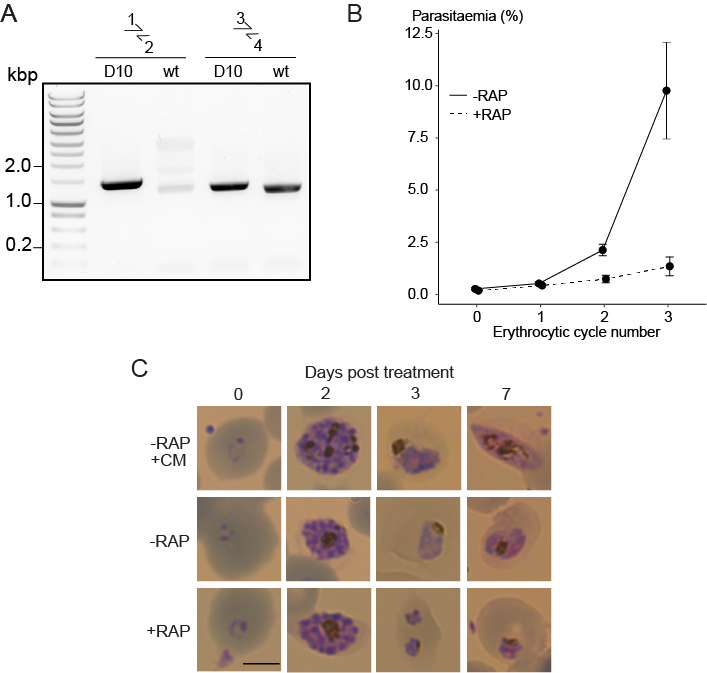 A
1
2
3
4
kbp
D10 wt D10 wt
2.0
1.0
0.2
B
Parasitaemia (%)
12.5
10.0
7.5
5.0
2.5
0.0
-RAP
+RAP
0 1 2 3
Erythrocytic cycle number
C
Days post treatment
0 2 3 7
-RAP
+CM
-RAP
+RAP